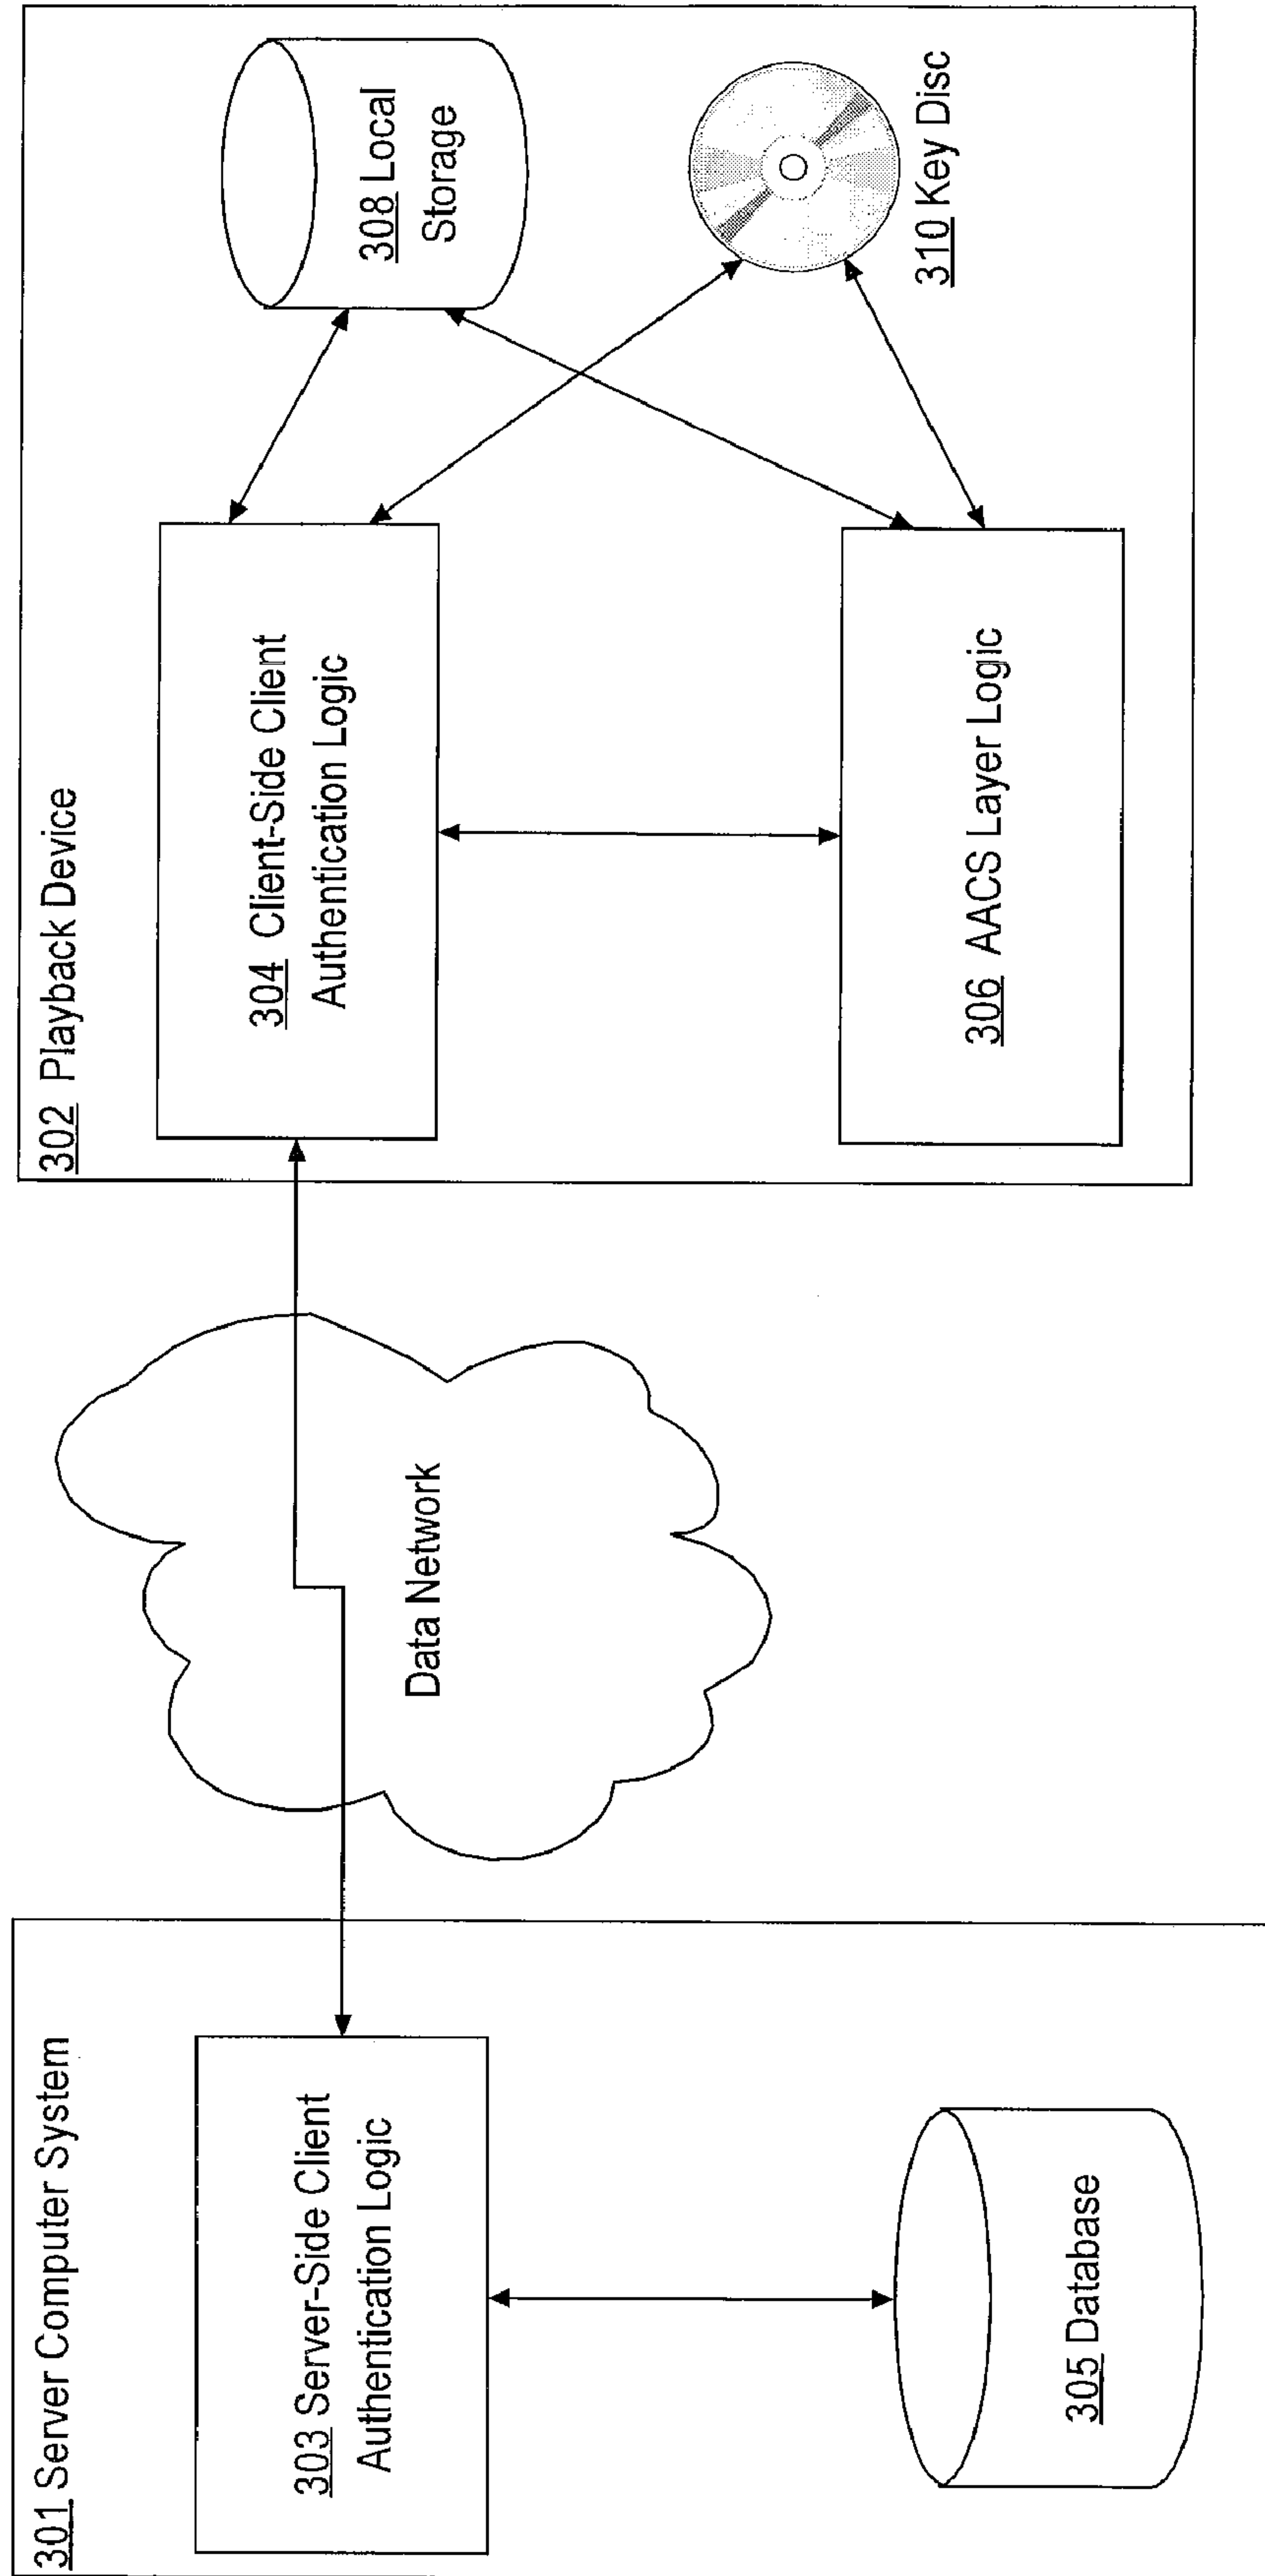 301 Server Computer System
303 Server-Side Client
Authentication Logic
305 Database
Data Network
302 Playback Device
304 Client-Side Client
Authentication Logic
306 AACS Layer Logic
308 Local
Storage
310 Key Disc